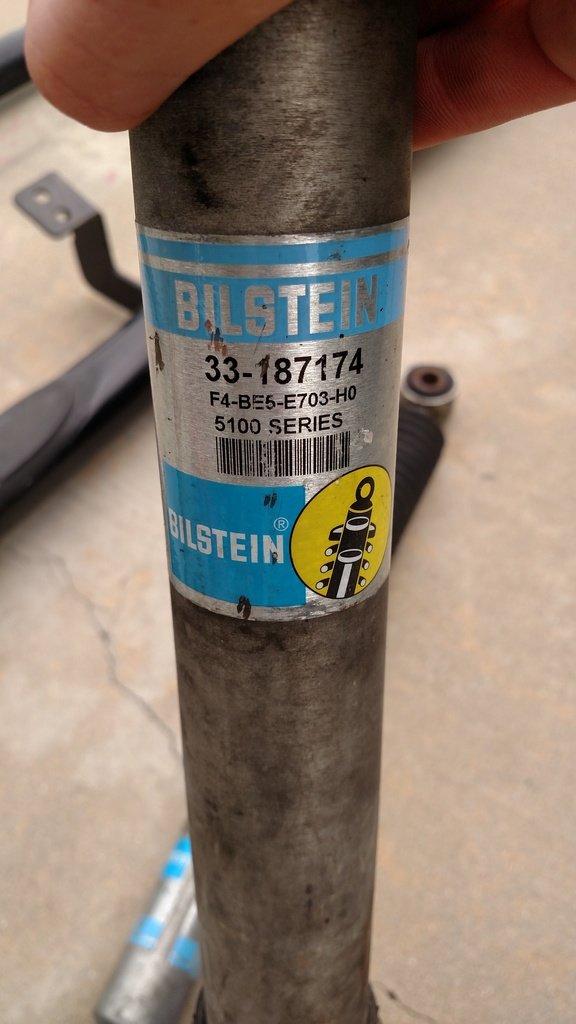 BILSTEIN
33-187174
F4-BE5-E703-H0
5100 SERIES
BILSTEIN®